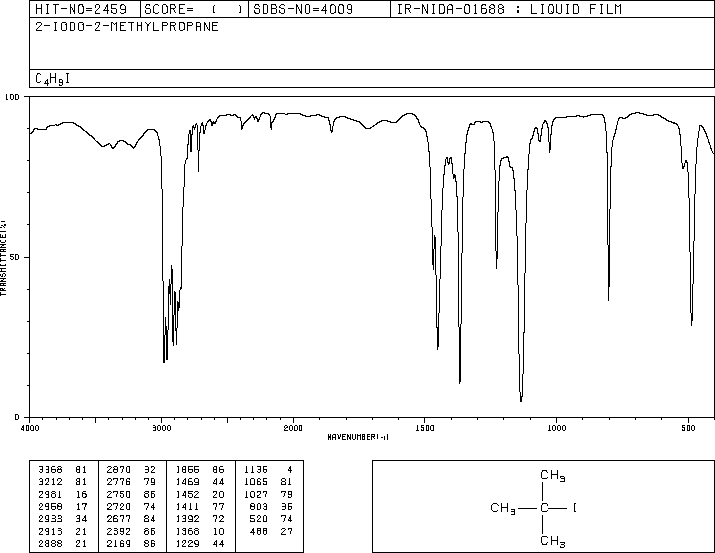 HIT-NO=2459 SCORE= ( ) SDBS-NO=4009 IR-NIDA-01688 : LIQUID FILM
2-IODO-2-METHYLPROPANE
C4H9I
100
50
0
TRANSMITTANCE(%)
4000 3000 2000 1500 1000 500
WAVENUMBER(-1)
3368 81 2870 32 1855 86 1136 4
3212 81 2776 79 1469 44 1065 81
2981 16 2750 86 1452 20 1027 79
2958 17 2720 74 1411 77 803 36
2933 34 2677 84 1392 72 520 74
2913 21 2392 86 1368 10 488 27
2888 21 2169 86 1229 44
CH3
CH3 C I
CH3